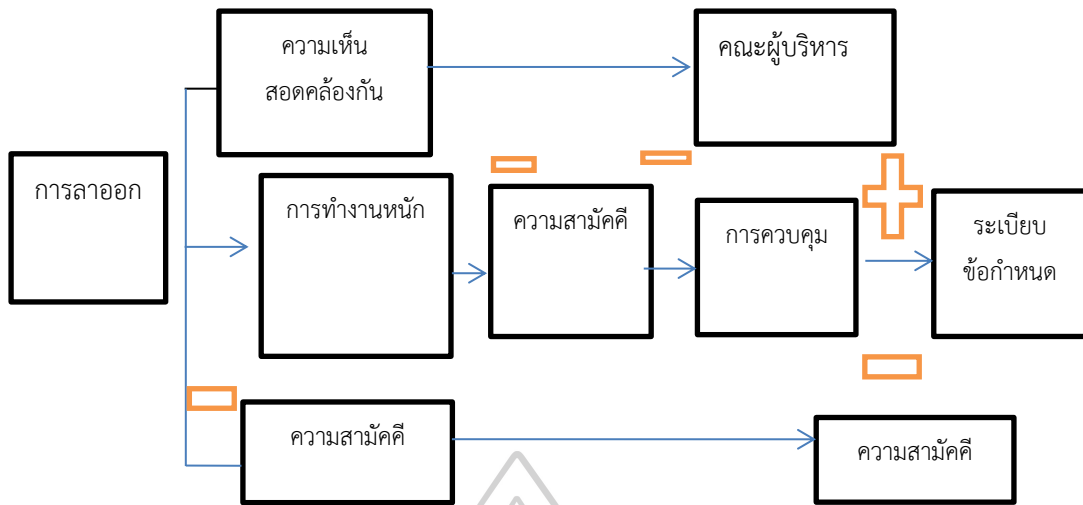 ความเห็น
สอดคล้องกัน
คณะผู้บริหาร
การลาออก
การทำงานหนัก
ความสามัคคี
การควบคุม
ระเบียบ
ข้อกำหนด
ความสามัคคี
ความสามัคคี